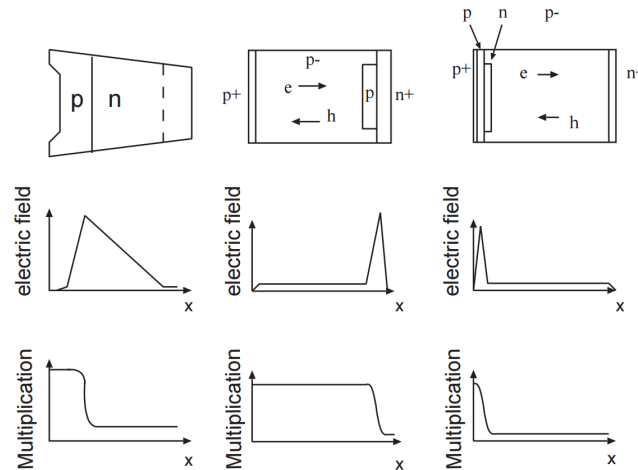 p n p-
p-
p+ e p n+
h
p+ e n+
h
p n
electric field
x
electric field
x
electric field
x
Multiplication
x
Multiplication
x
Multiplication
x